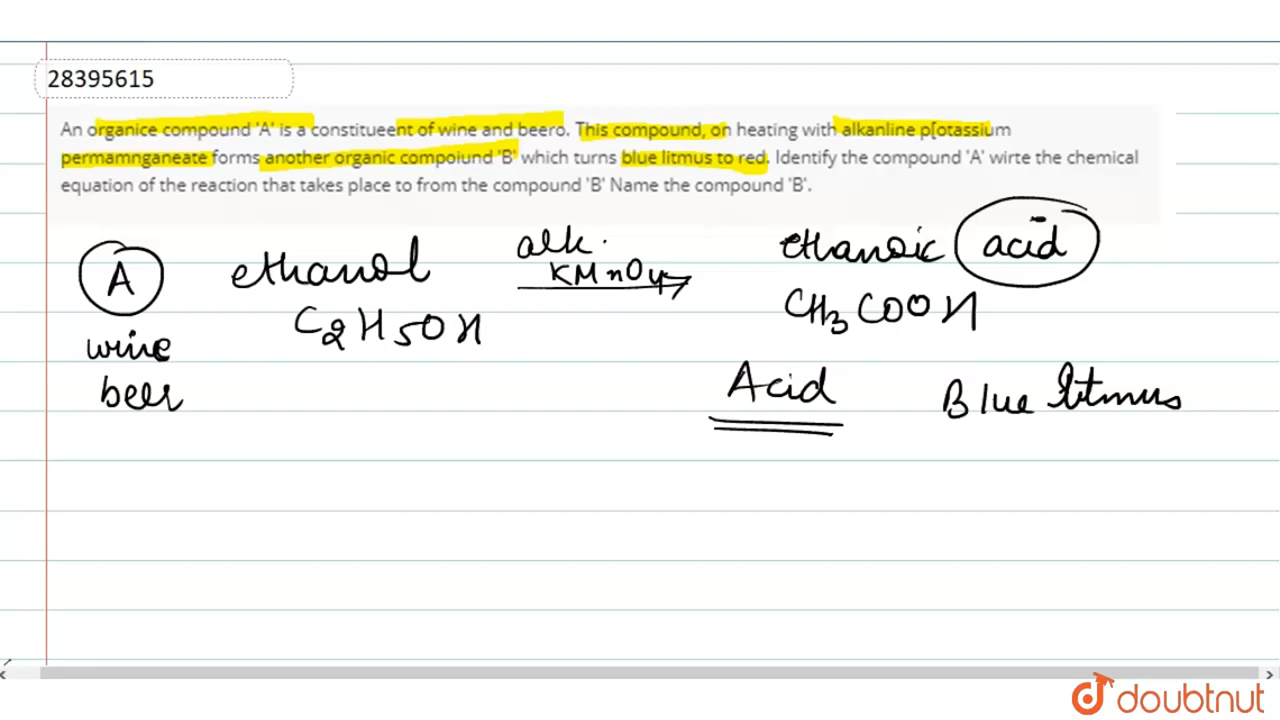 28395615
An organice compound 'A' is a constitueent of wine and beero. This compound, on heating with alkanline p[otassium
permamnganeate forms another organic compoiund 'B' which turns blue litmus to red. Identify the compound 'A' wirte the chemical
equation of the reaction that takes place to from the compound 'B' Name the compound 'B'.
A ethanol alk. KMnO4 ethanoic acid
C2H5OH CH3COOH
wine
beer
Acid Blue litmus
doubtnut